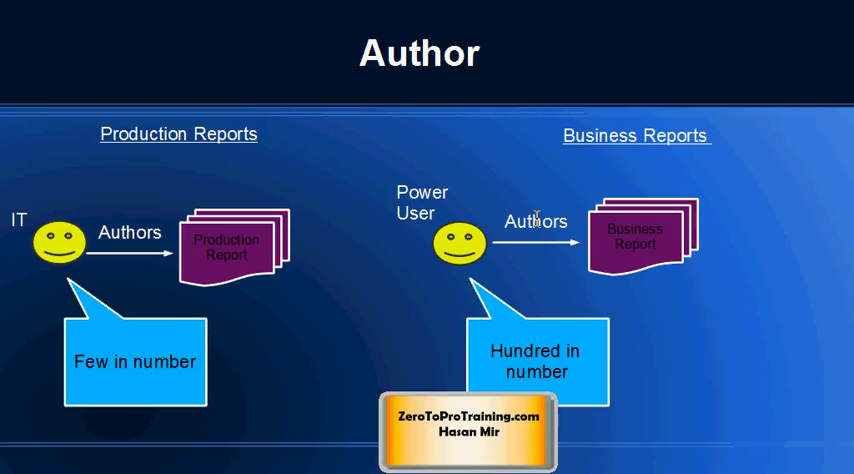 Author
Production Reports
IT
Authors
Production
Report
Few in number
Business Reports
Power
User
Authors
Business
Report
Hundred in
number
ZeroToProTraining.com
Hasan Mir